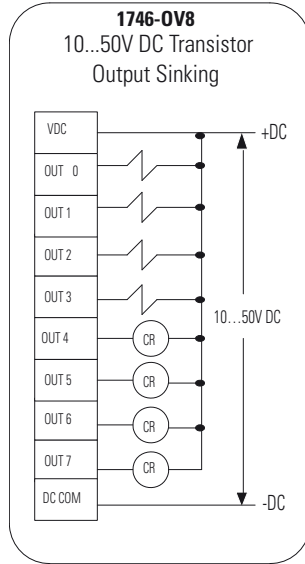 1746-OV8
10...50V DC Transistor
Output Sinking
VDC
+DC
OUT 0
OUT 1
OUT 2
OUT 3
10...50V DC
OUT 4
CR
OUT 5
CR
OUT 6
CR
OUT 7
CR
DC COM
-DC